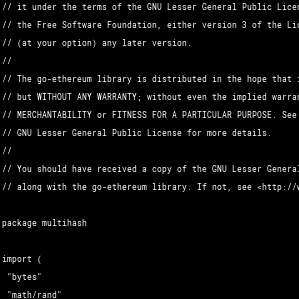 // it under the terms of the GNU Lesser General Public Licen
// the Free Software Foundation, either version 3 of the Lic
// (at your option) any later version.
//
// The go-ethereum library is distributed in the hope that i
// but WITHOUT ANY WARRANTY; without even the implied warran
// MERCHANTABILITY or FITNESS FOR A PARTICULAR PURPOSE. See
// GNU Lesser General Public License for more details.
//
// You should have received a copy of the GNU Lesser General
// along with the go-ethereum library. If not, see <http://w
package multihash
import (
"bytes"
"math/rand"